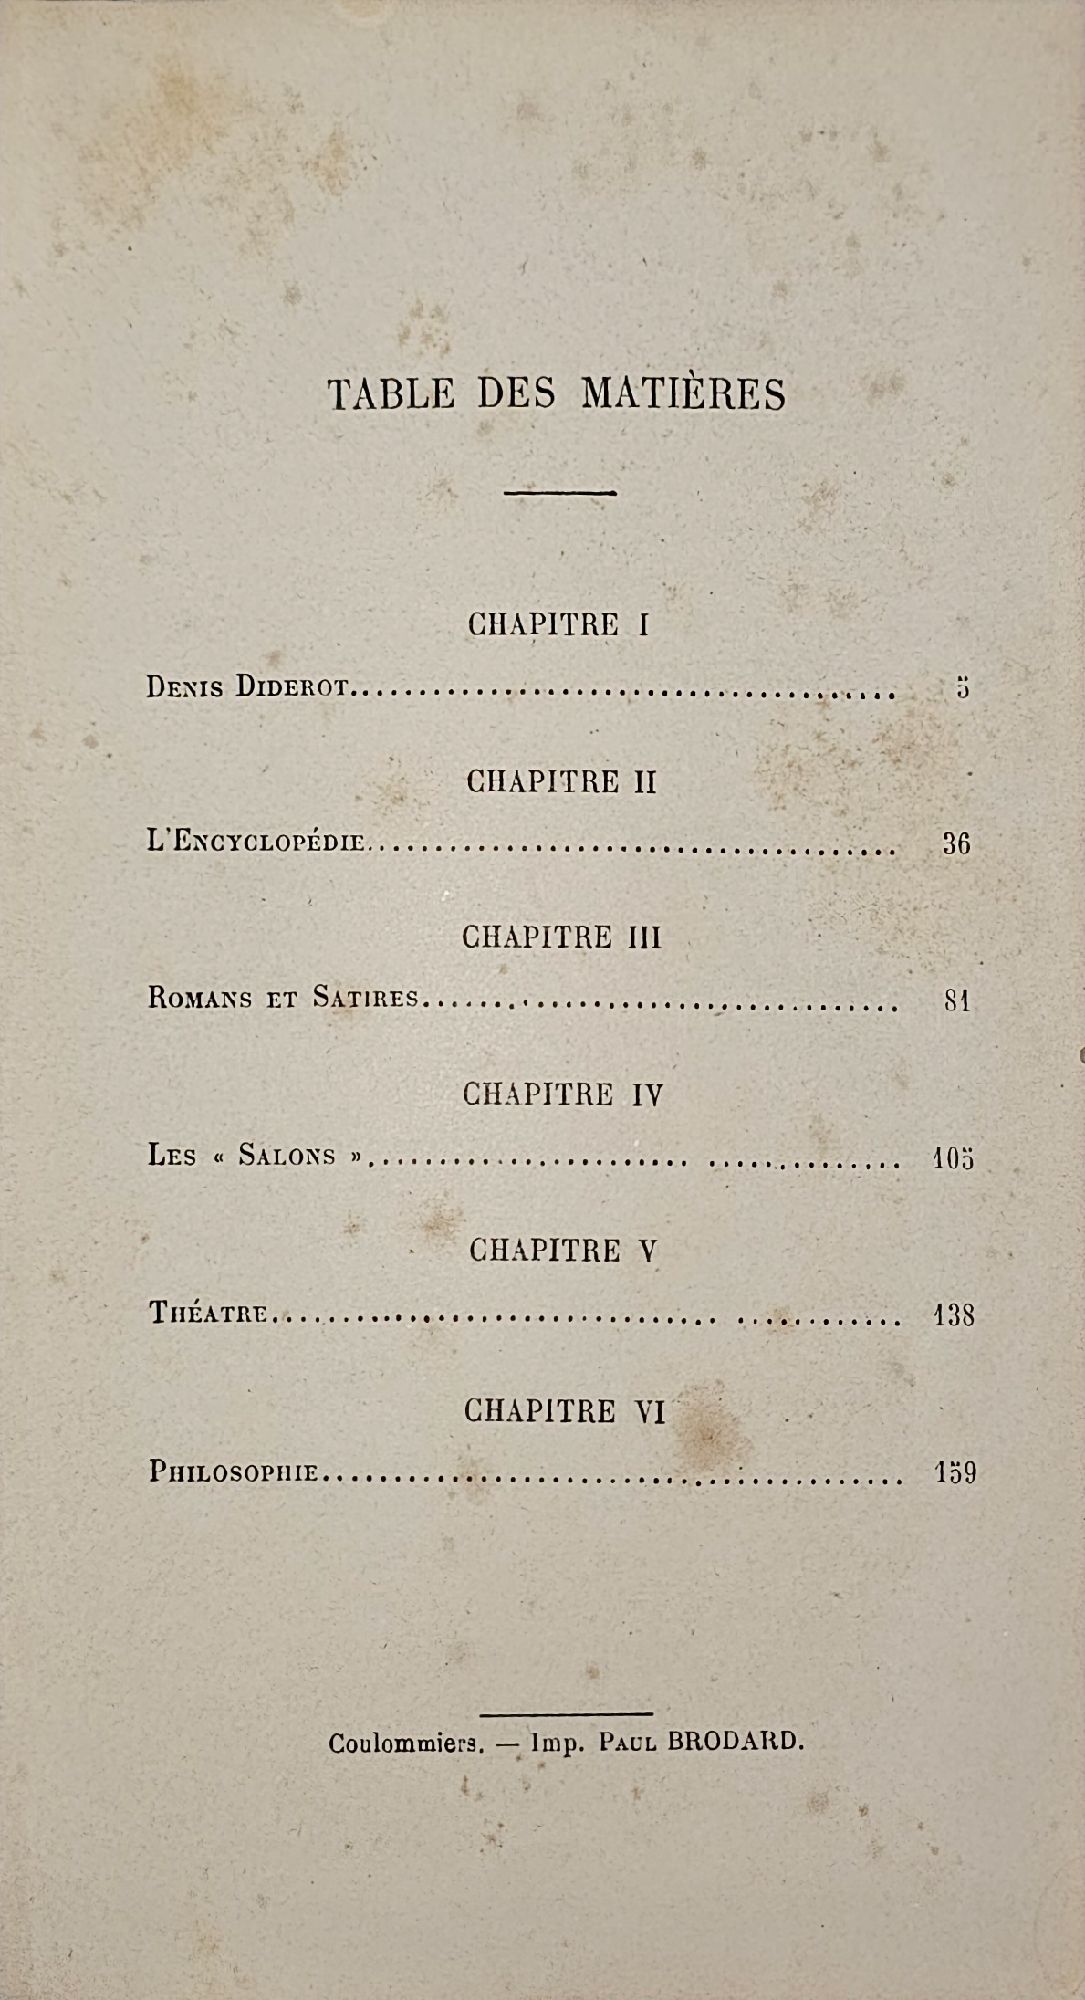 TABLE DES MATIÈRES
CHAPITRE I
DENIS DIDEROT........................................ 5
CHAPITRE II
L'ENCYCLOPÉDIE...................................... 36
CHAPITRE III
ROMANS ET SATIRES.................................. 81
CHAPITRE IV
LES « SALONS »...................... .............. 105
CHAPITRE V
THÉATRE................................ ............ 138
CHAPITRE VI
PHILOSOPHIE......................................... 159
Coulommiers. — Imp. PAUL BRODARD.